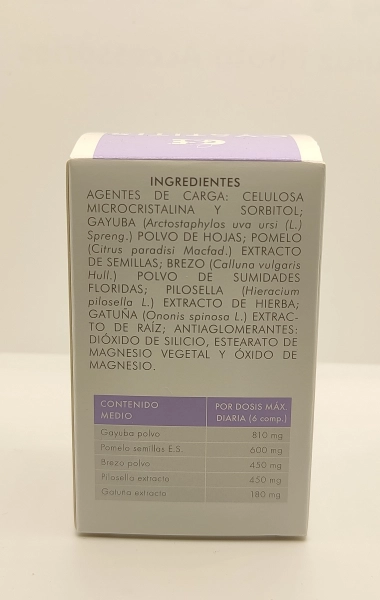 INGREDIENTES
AGENTES DE CARGA: CELULOSA
MICROCRISTALINA Y SORBITOL;
GAYUBA (Arctostaphylos uva ursi (L.)
Spreng.) POLVO DE HOJAS; POMELO
(Citrus paradisi Macfad.) EXTRACTO
DE SEMILLAS; BREZO (Calluna vulgaris
Hull.) POLVO DE SUMIDADES
FLORIDAS; PILOSELLA (Hieracium
pilosella L.) EXTRACTO DE HIERBA;
GATUÑA (Ononis spinosa L.) EXTRAC-
TO DE RAÍZ; ANTIAGLOMERANTES:
DIÓXIDO DE SILICIO, ESTEARATO DE
MAGNESIO VEGETAL Y ÓXIDO DE
MAGNESIO.
CONTENIDO MEDIO POR DOSIS MÁX. DIARIA (6 comp.)
Gayuba polvo 810 mg
Pomelo semillas E.S. 600 mg
Brezo polvo 450 mg
Pilosella extracto 450 mg
Gatuna extracto 180 mg